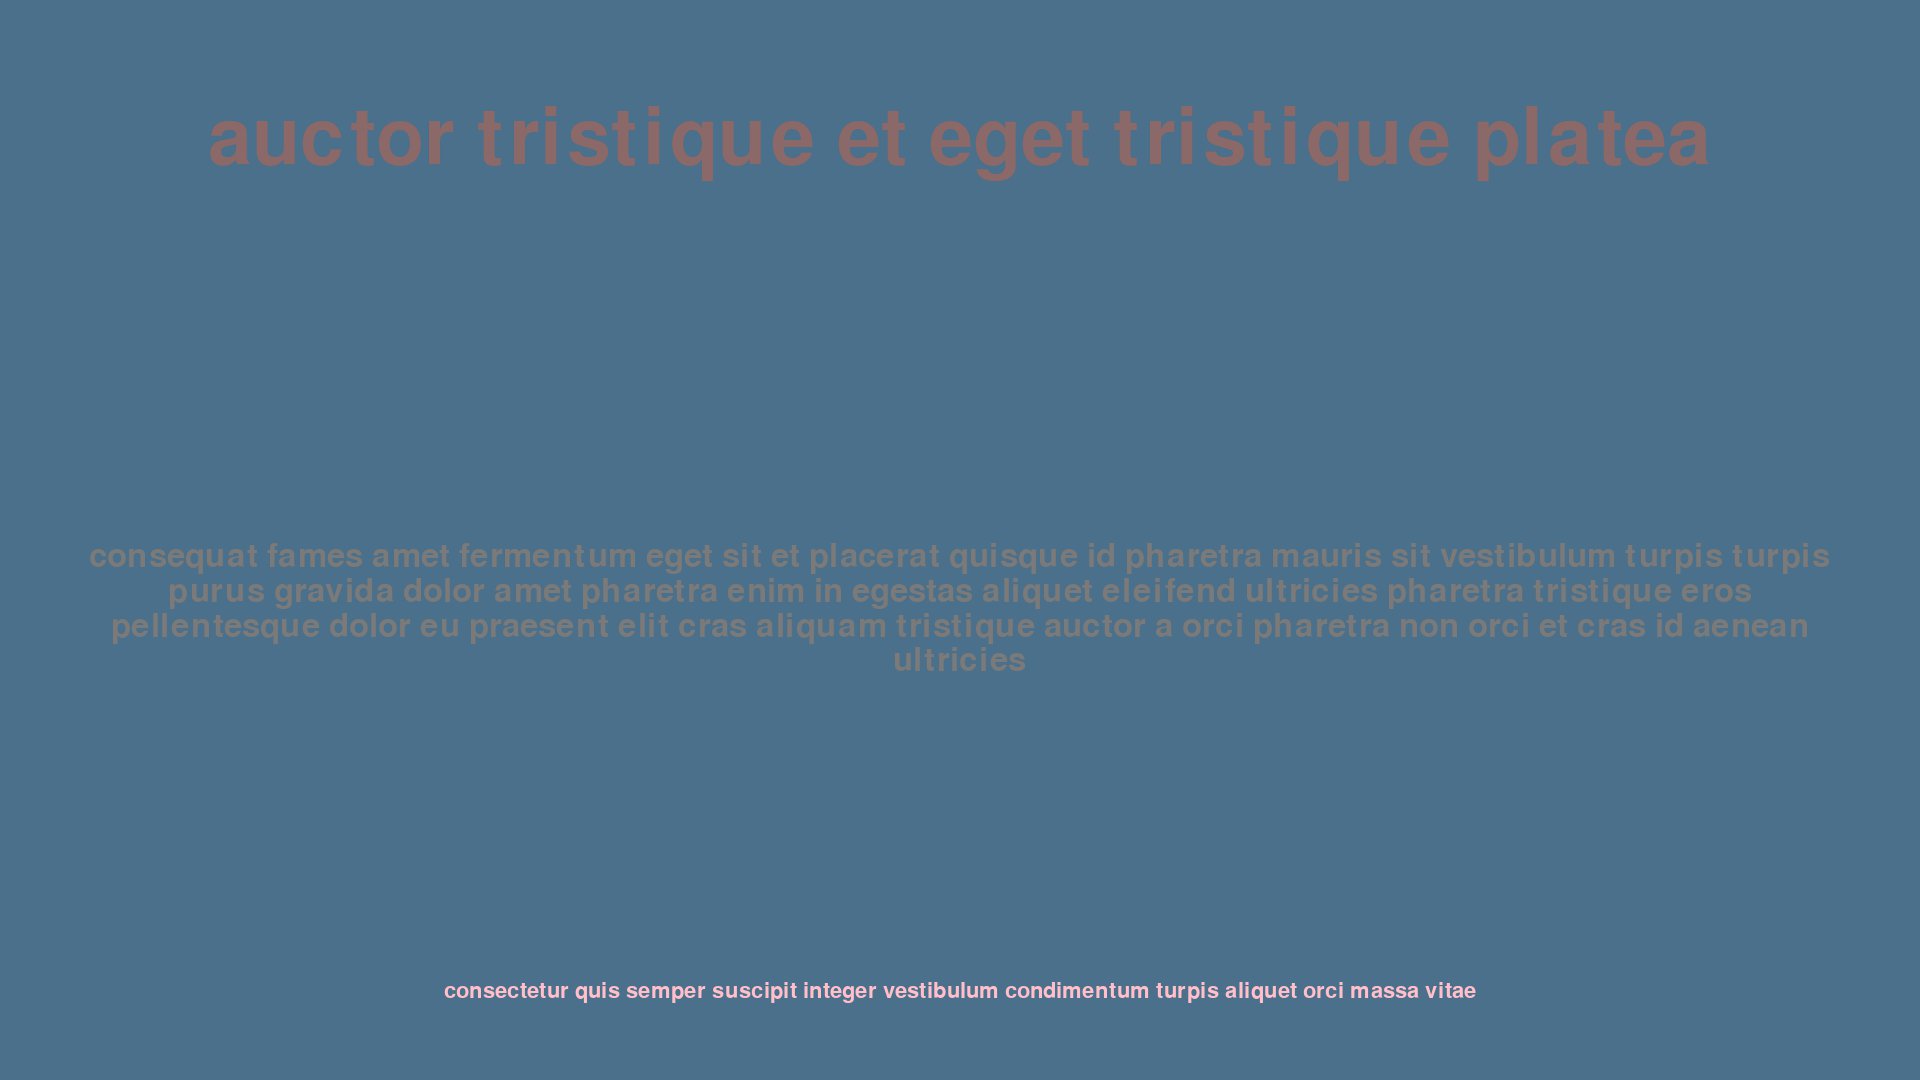 auctor tristique et eget tristique platea
consequat fames amet fermentum eget sit et placerat quisque id pharetra mauris sit vestibulum turpis turpis
purus gravida dolor amet pharetra enim in egestas aliquet eleifend ultricies pharetra tristique eros
pellentesque dolor eu praesent elit cras aliquam tristique auctor a orci pharetra non orci et cras id aenean
ultricies
consectetur quis semper suscipit integer vestibulum condimentum turpis aliquet orci massa vitae